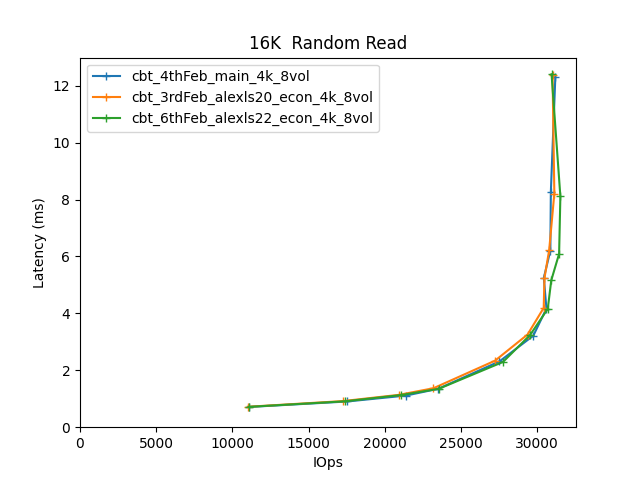 16K  Random Read
cbt_4thFeb_main_4k_8vol
cbt_3rdFeb_alexls20_econ_4k_8vol
cbt_6thFeb_alexls22_econ_4k_8vol
12
10
8
6
4
2
0
Latency (ms)
0 5000 10000 15000 20000 25000 30000
IOps